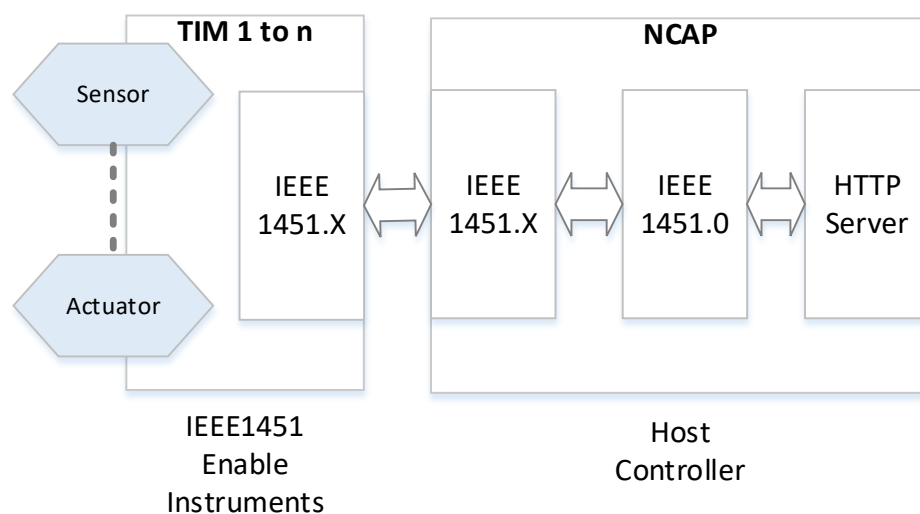 TIM 1 to n
NCAP
Sensor
IEEE
1451.X
IEEE
1451.X
IEEE
1451.0
HTTP
Server
Actuator
IEEE1451
Enable
Instruments
Host
Controller